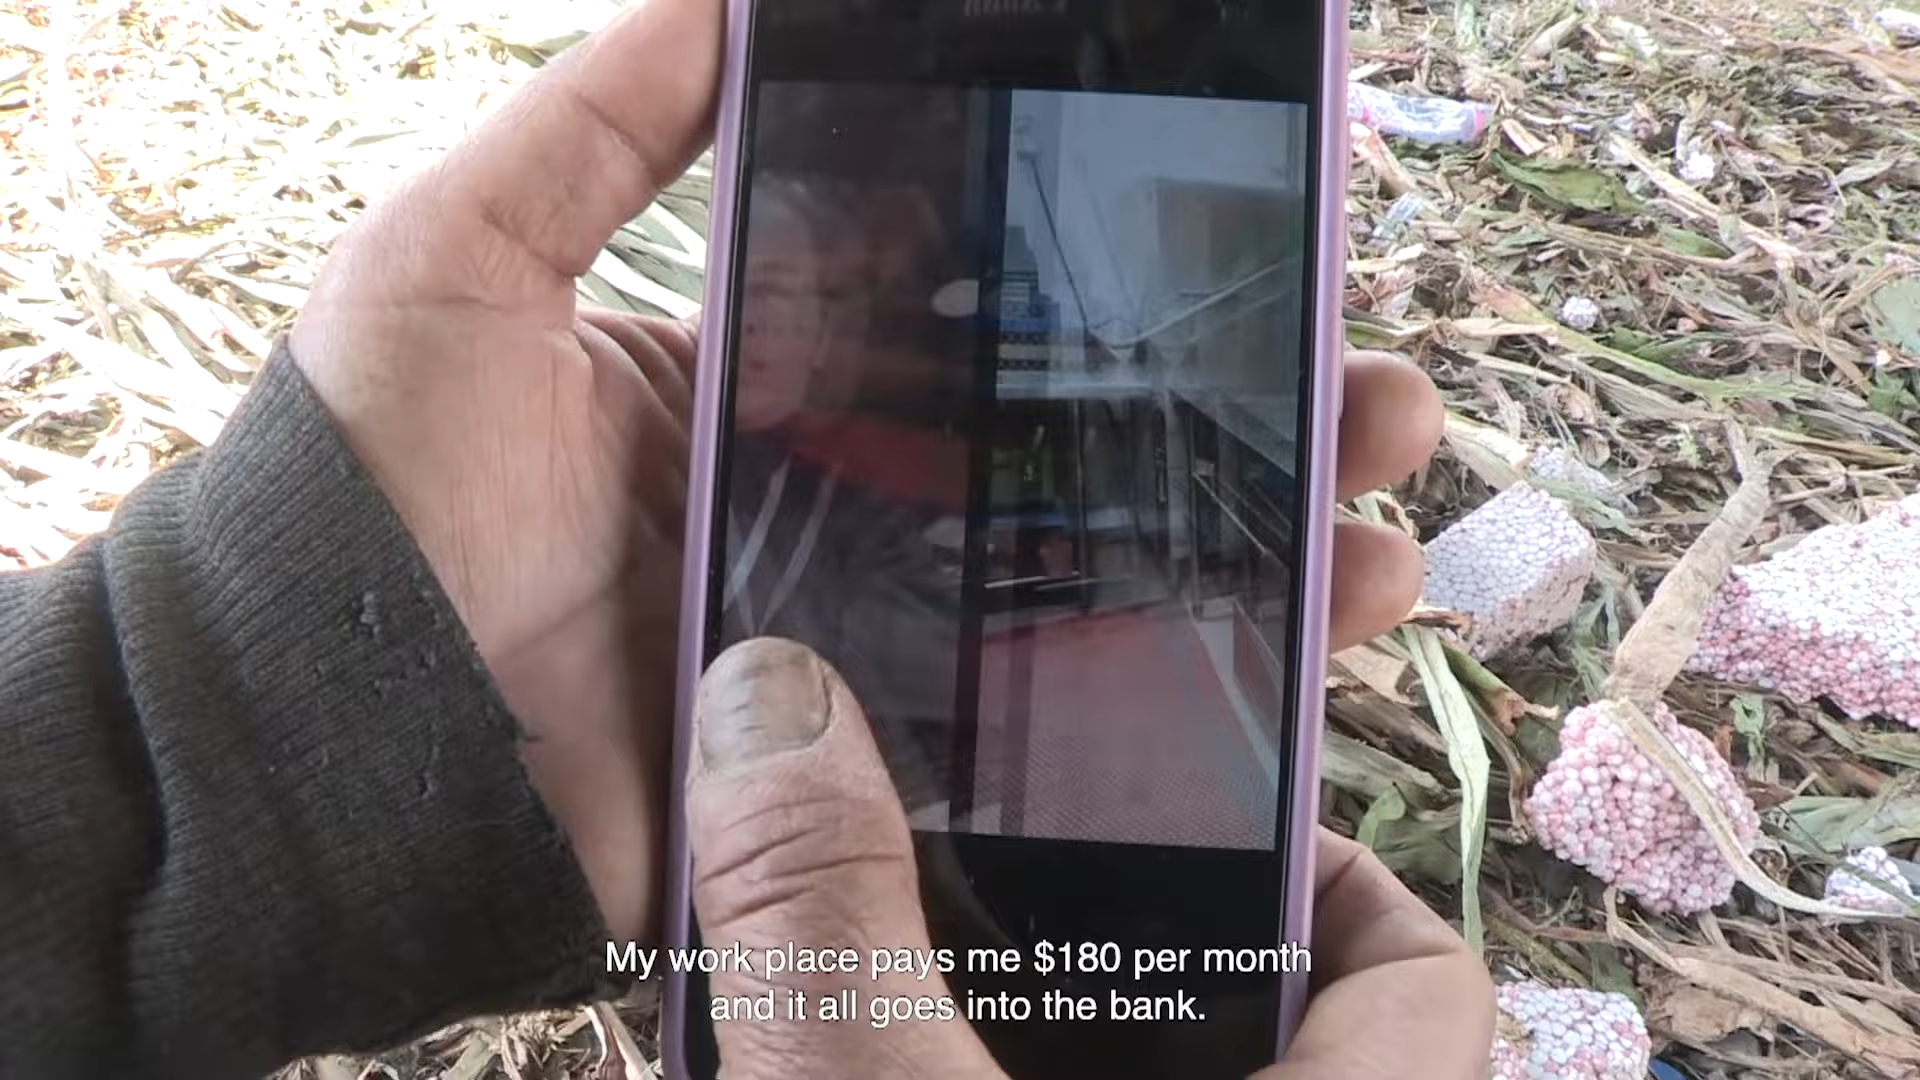 My work place pays me $180 per month
and it all goes into the bank.